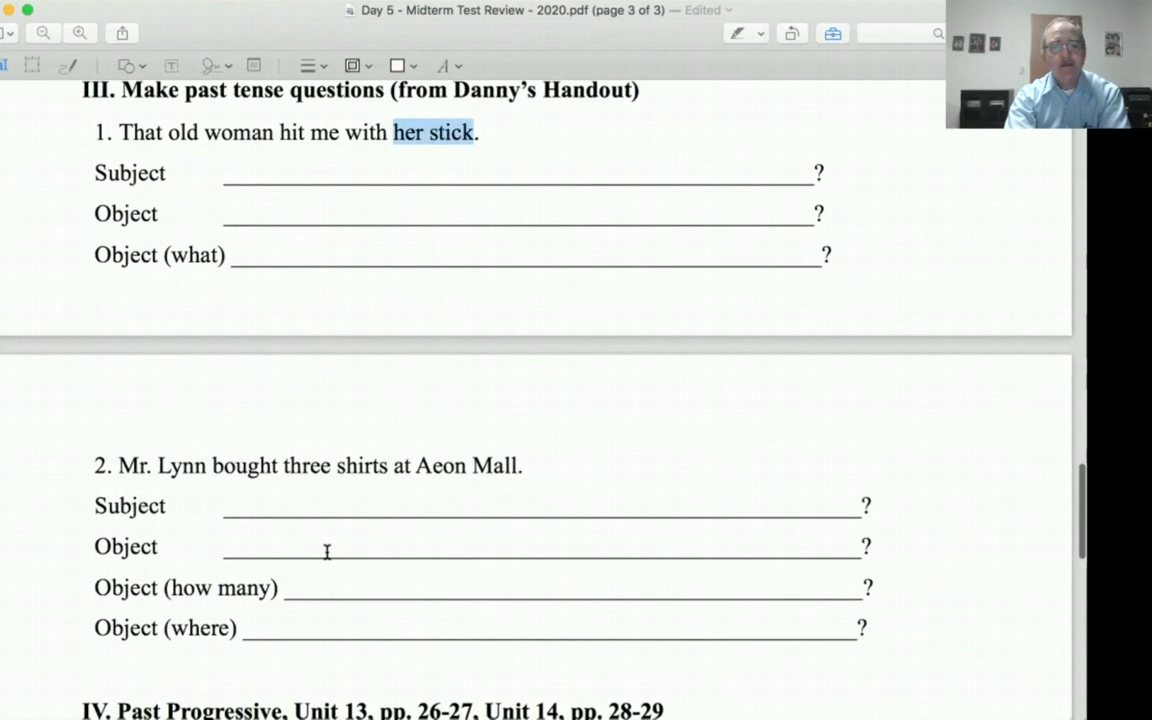 Day 5 - Midterm Test Review - 2020.pdf (page 3 of 3) — Edited
III. Make past tense questions (from Danny’s Handout)
1. That old woman hit me with her stick.
Subject ?
Object ?
Object (what) ?
2. Mr. Lynn bought three shirts at Aeon Mall.
Subject ?
Object ?
Object (how many) ?
Object (where) ?
IV. Past Progressive, Unit 13, pp. 26-27, Unit 14, pp. 28-29